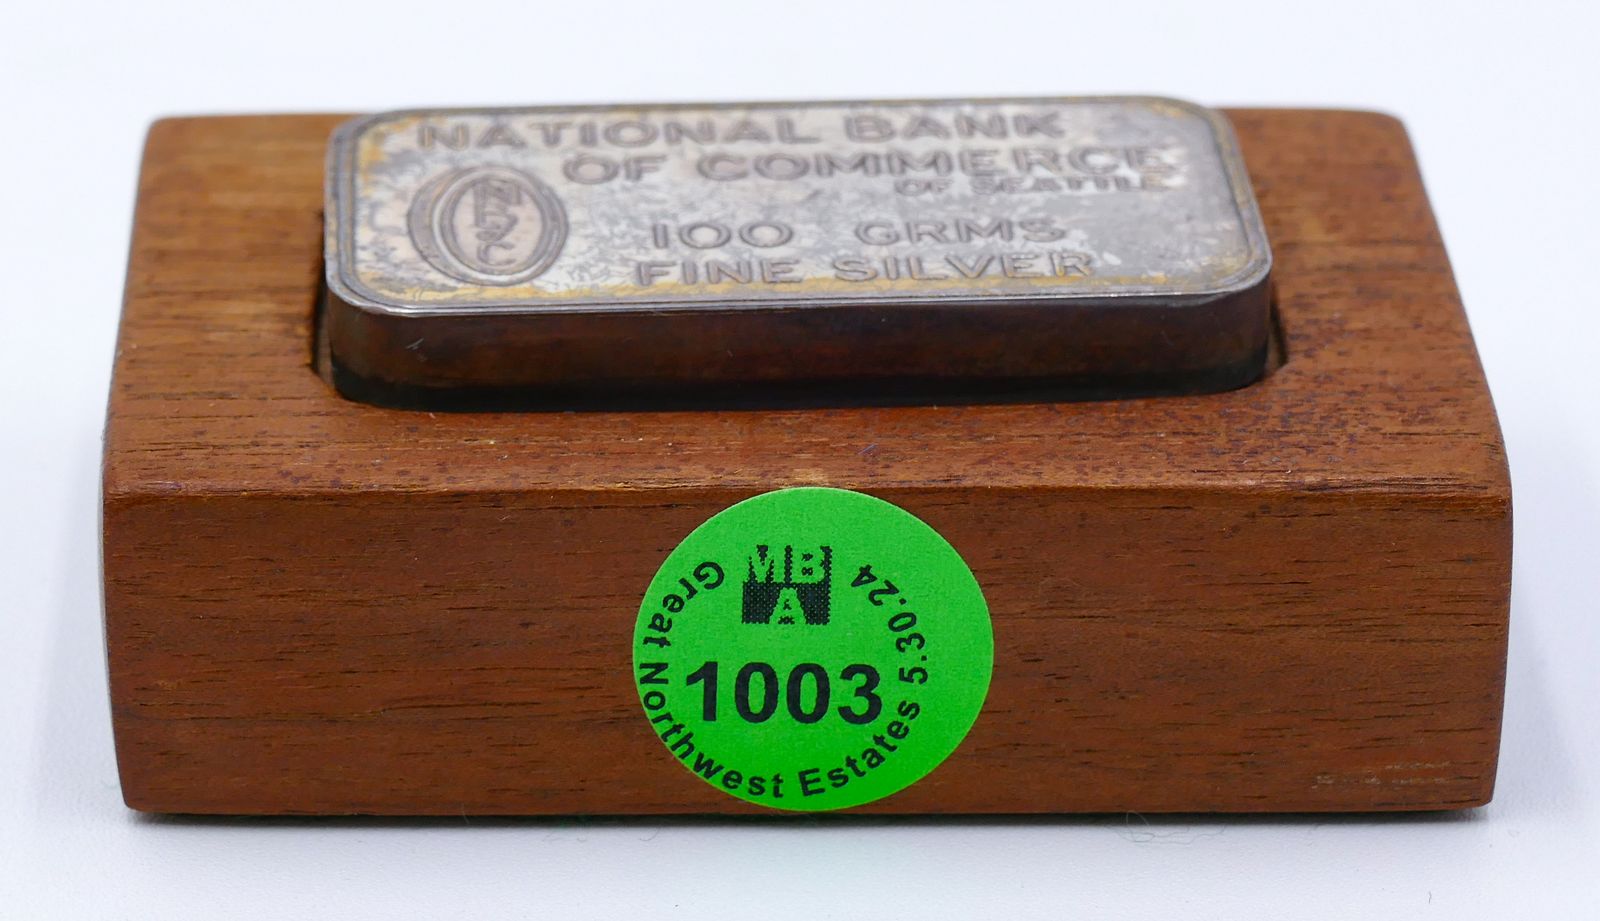 NATIONAL BANK
OF COMMERCE
OF SEATTLE
100 GRMS
FINE SILVER
MBA
1003
Great Northwest Estates 5.30.24